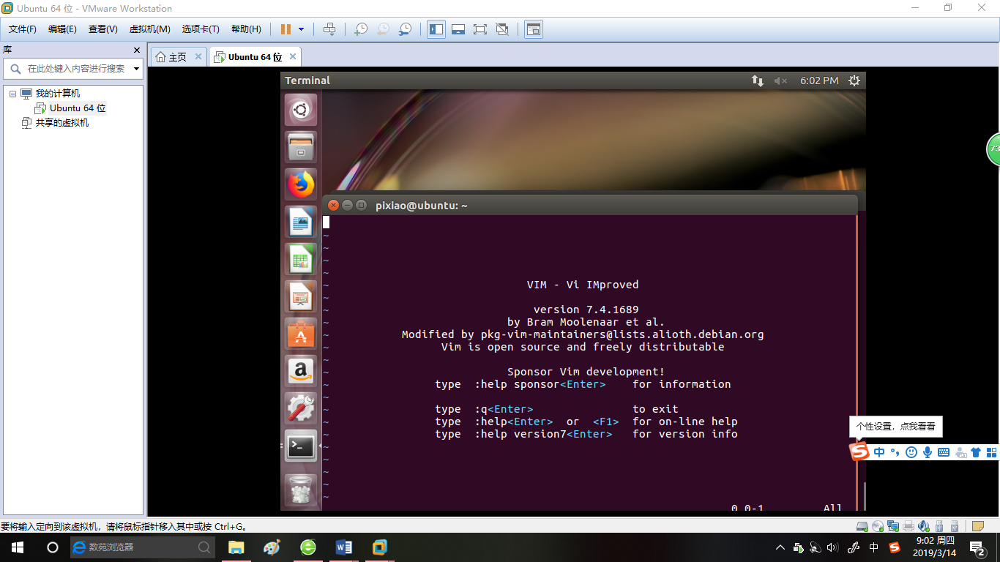 Ubuntu 64 位 - VMware Workstation
文件(F) 编辑(E) 查看(V) 虚拟机(M) 选项卡(T) 帮助(H)
库
主页
Ubuntu 64 位
在此处键入内容进行搜索
我的计算机
Ubuntu 64 位
共享的虚拟机
Terminal
6:02 PM
73
pixiao@ubuntu: ~
~
~
~
~
VIM - Vi IMproved
~
~
version 7.4.1689
~
by Bram Moolenaar et al.
~
Modified by pkg-vim-maintainers@lists.alioth.debian.org
~
Vim is open source and freely distributable
~
~
Sponsor Vim development!
~
type :help sponsor<Enter> for information
~
~
type :q<Enter> to exit
~
type :help<Enter> or <F1> for on-line help
~
type :help version7<Enter> for version info
~
~
~
~
~
~
0,0-1 All
个性设置，点我看看
S 中
要将输入定向到该虚拟机，请将鼠标指针移入其中或按 Ctrl+G。
数苑浏览器
中
S
9:02 周四
2019/3/14
2